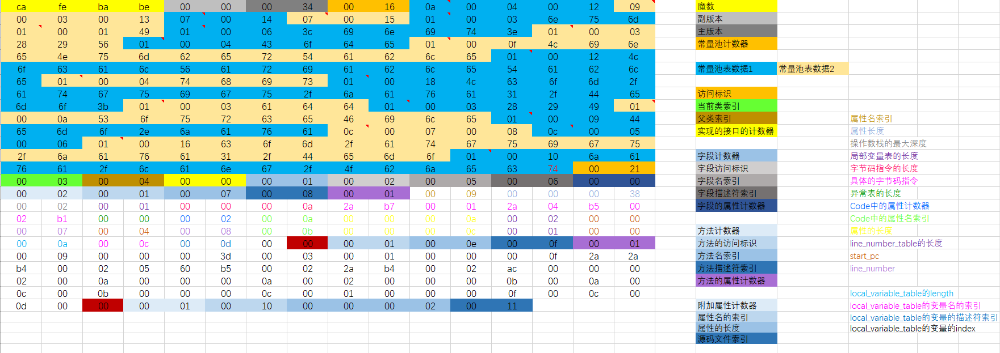 ca fe ba be 00 00 00 34 00 16 0a 00 04 00 12 09 魔数
00 03 00 13 07 00 14 07 00 15 01 00 03 6e 75 6d 副版本
01 00 01 49 01 00 06 3c 69 6e 69 74 3e 01 00 03 主版本
28 29 56 01 00 04 43 6f 64 65 01 00 0f 4c 69 6e 常量池计数器
65 4e 75 6d 62 65 72 54 61 62 6c 65 01 00 12 4c
6f 63 61 6c 56 61 72 69 61 62 6c 65 54 61 62 6c 常量池表数据1 常量池表数据2
65 01 00 04 74 68 69 73 01 00 18 4c 63 6f 6d 2f
61 74 67 75 69 67 75 2f 6a 61 76 61 31 2f 44 65 访问标识
6d 6f 3b 01 00 03 61 64 64 01 00 03 28 29 49 01 当前类索引
00 0a 53 6f 75 72 63 65 46 69 6c 65 01 00 09 44 父类索引 属性名索引
65 6d 6f 2e 6a 61 76 61 0c 00 07 00 08 0c 00 05 实现的接口的计数器 属性长度
00 06 01 00 16 63 6f 6d 2f 61 74 67 75 69 67 75 操作数栈的最大深度
2f 6a 61 76 61 31 2f 44 65 6d 6f 01 00 10 6a 61 字段计数器 局部变量表的长度
76 61 2f 6c 61 6e 67 2f 4f 62 6a 65 63 74 00 21 字段访问标识 字节码指令的长度
00 03 00 04 00 00 00 01 00 02 00 05 00 06 00 00 字段名索引 具体的字节码指令
00 02 00 01 00 07 00 08 00 01 00 09 00 00 00 38 字段描述符索引 异常表的长度
00 02 00 01 00 00 00 0a 2a b7 00 01 2a 04 b5 00 字段的属性计数器 Code中的属性计数器
02 b1 00 00 00 02 00 0a 00 00 00 0a 00 02 00 00 Code中的属性名索引
00 07 00 04 00 08 00 0b 00 00 00 0c 00 01 00 00 方法计数器 属性的长度
00 0a 00 0c 00 0d 00 00 00 01 00 0e 00 0f 00 01 方法的访问标识 line_number_table的长度
00 09 00 00 00 3d 00 03 00 01 00 00 00 0f 2a 2a 方法名索引 start_pc
b4 00 02 05 60 b5 00 02 2a b4 00 02 ac 00 00 00 方法描述符索引 line_number
02 00 0a 00 00 00 0a 00 02 00 00 00 0b 00 0a 00 方法的属性计数器
0c 00 0b 00 00 00 0c 00 01 00 00 00 0f 00 0c 00 local_variable_table的length
0d 00 00 00 01 00 10 00 00 00 02 00 11 附加属性计数器 local_variable_table的变量名的索引
属性名的索引 local_variable_table的变量的描述符索引
属性的长度 local_variable_table的变量的index
源码文件索引